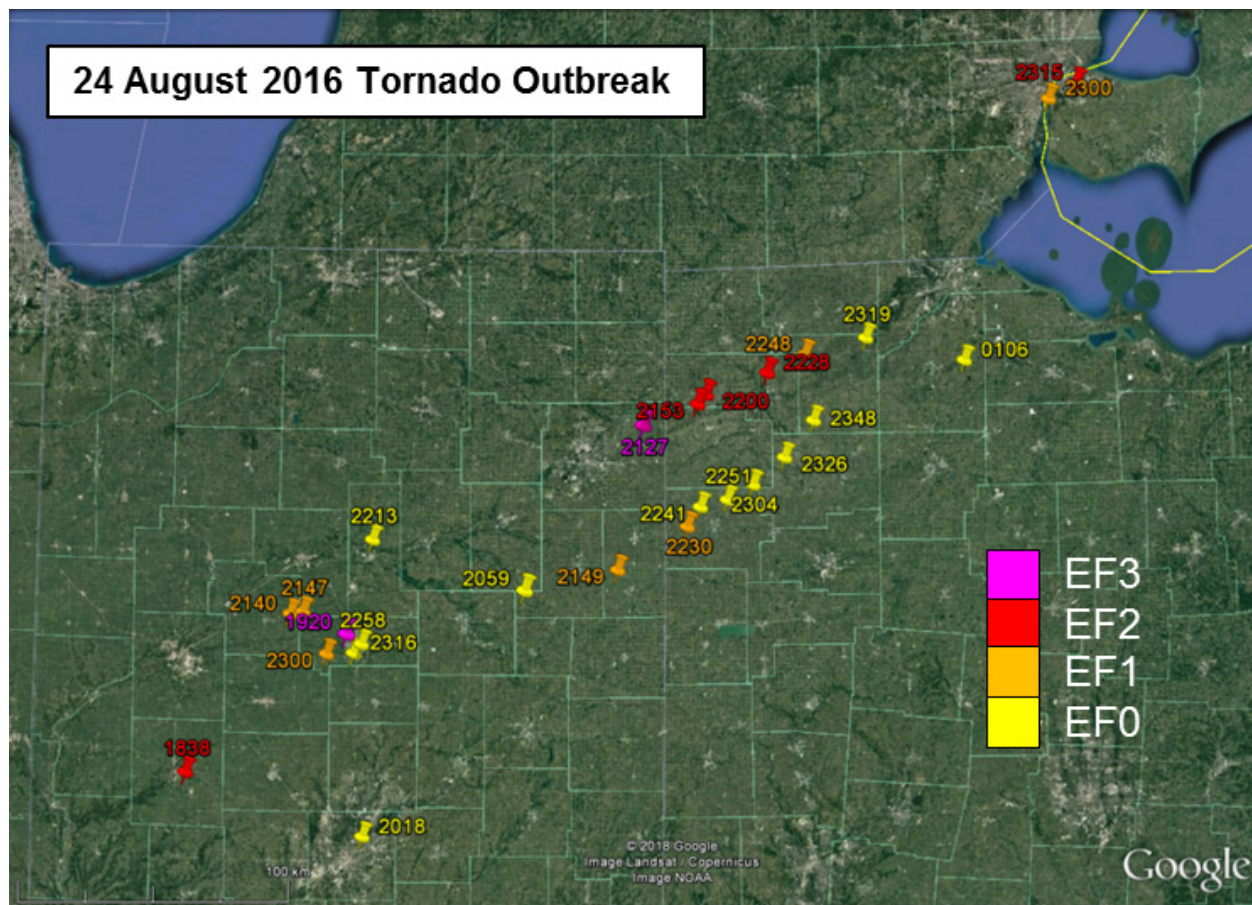 24 August 2016 Tornado Outbreak
2315
2300
2319
2248
2228
0106
2153
2200
2348
2127
2326
2251
2241
2304
2213
2230
2059
2149
2147
2140
1920
2258
2316
2300
EF3
EF2
EF1
EF0
1838
2018
© 2018 Google
Image Landsat / Copernicus
Image NOAA
Google
100 km